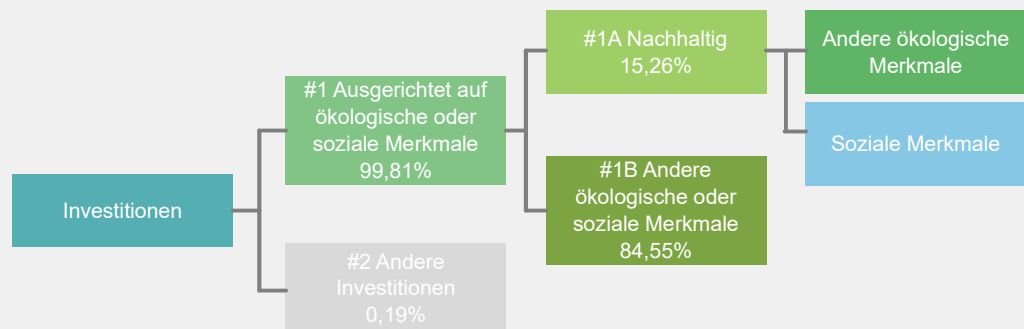 Investitionen
#1 Ausgerichtet auf
ökologische oder
soziale Merkmale
99,81%
#2 Andere
Investitionen
0,19%
#1A Nachhaltig
15,26%
#1B Andere
ökologische oder
soziale Merkmale
84,55%
Andere ökologische
Merkmale
Soziale Merkmale